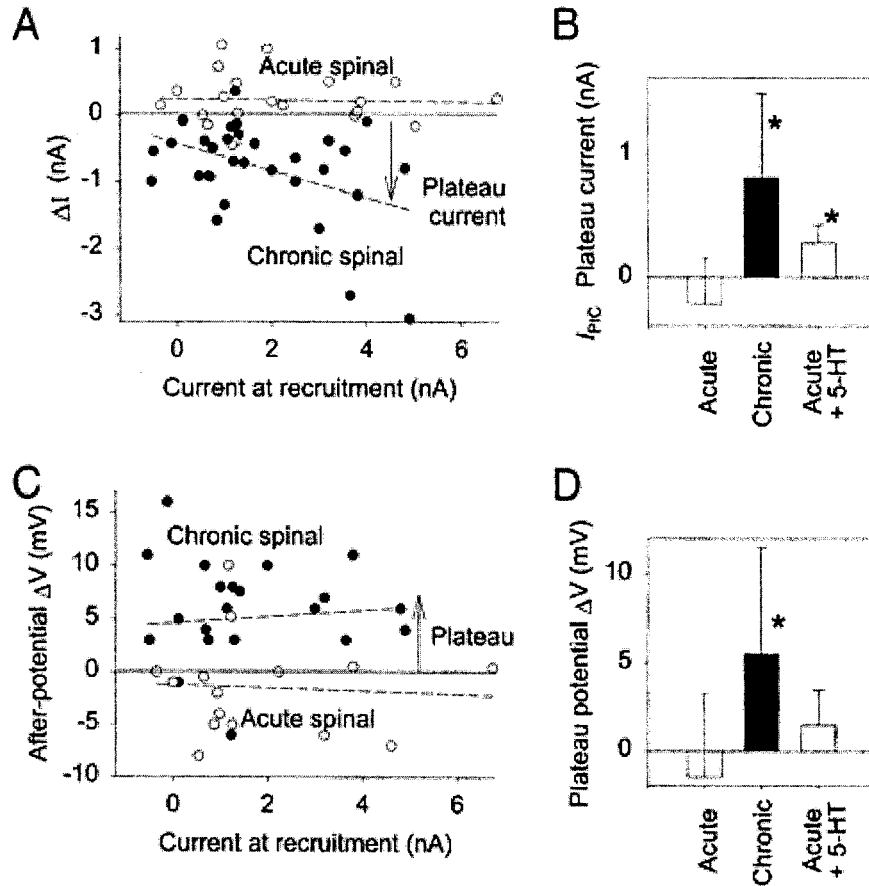 A
1
0
-1
-2
-3
ΔI (nA)
Acute spinal
Plateau
current
Chronic spinal
0
2
4
6
Current at recruitment (nA)
B
I_PIC Plateau current (nA)
1
0
*
*
Acute
Chronic
Acute
+ 5-HT
C
15
10
5
0
-5
-10
After-potential ΔV (mV)
Chronic spinal
Plateau
Acute spinal
0
2
4
6
Current at recruitment (nA)
D
Plateau potential ΔV (mV)
10
5
0
*
Acute
Chronic
Acute
+ 5-HT